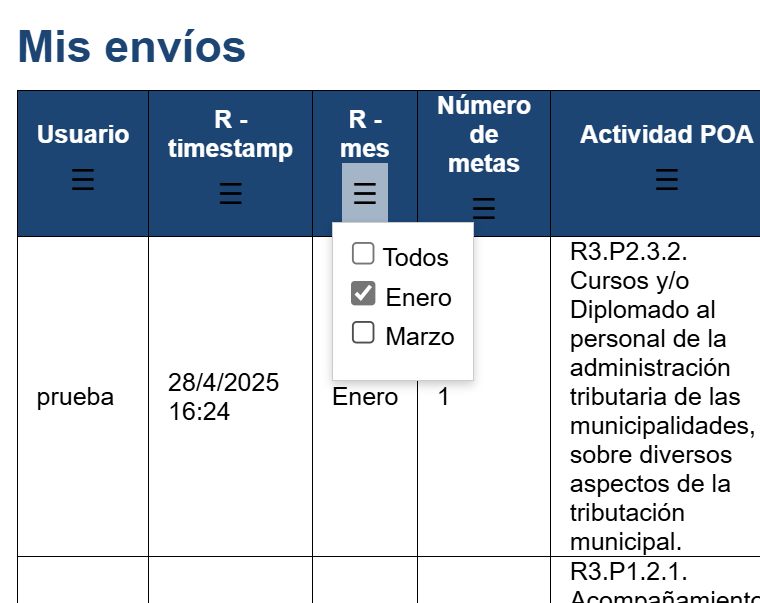 Mis envíos
Usuario
R -
timestamp
R -
mes
Número
de
metas
Actividad POA
Todos
Enero
Marzo
prueba
28/4/2025
16:24
Enero
1
R3.P2.3.2.
Cursos y/o
Diplomado al
personal de la
administración
tributaria de las
municipalidades,
sobre diversos
aspectos de la
tributación
municipal.
R3.P1.2.1.
Acompañamiento